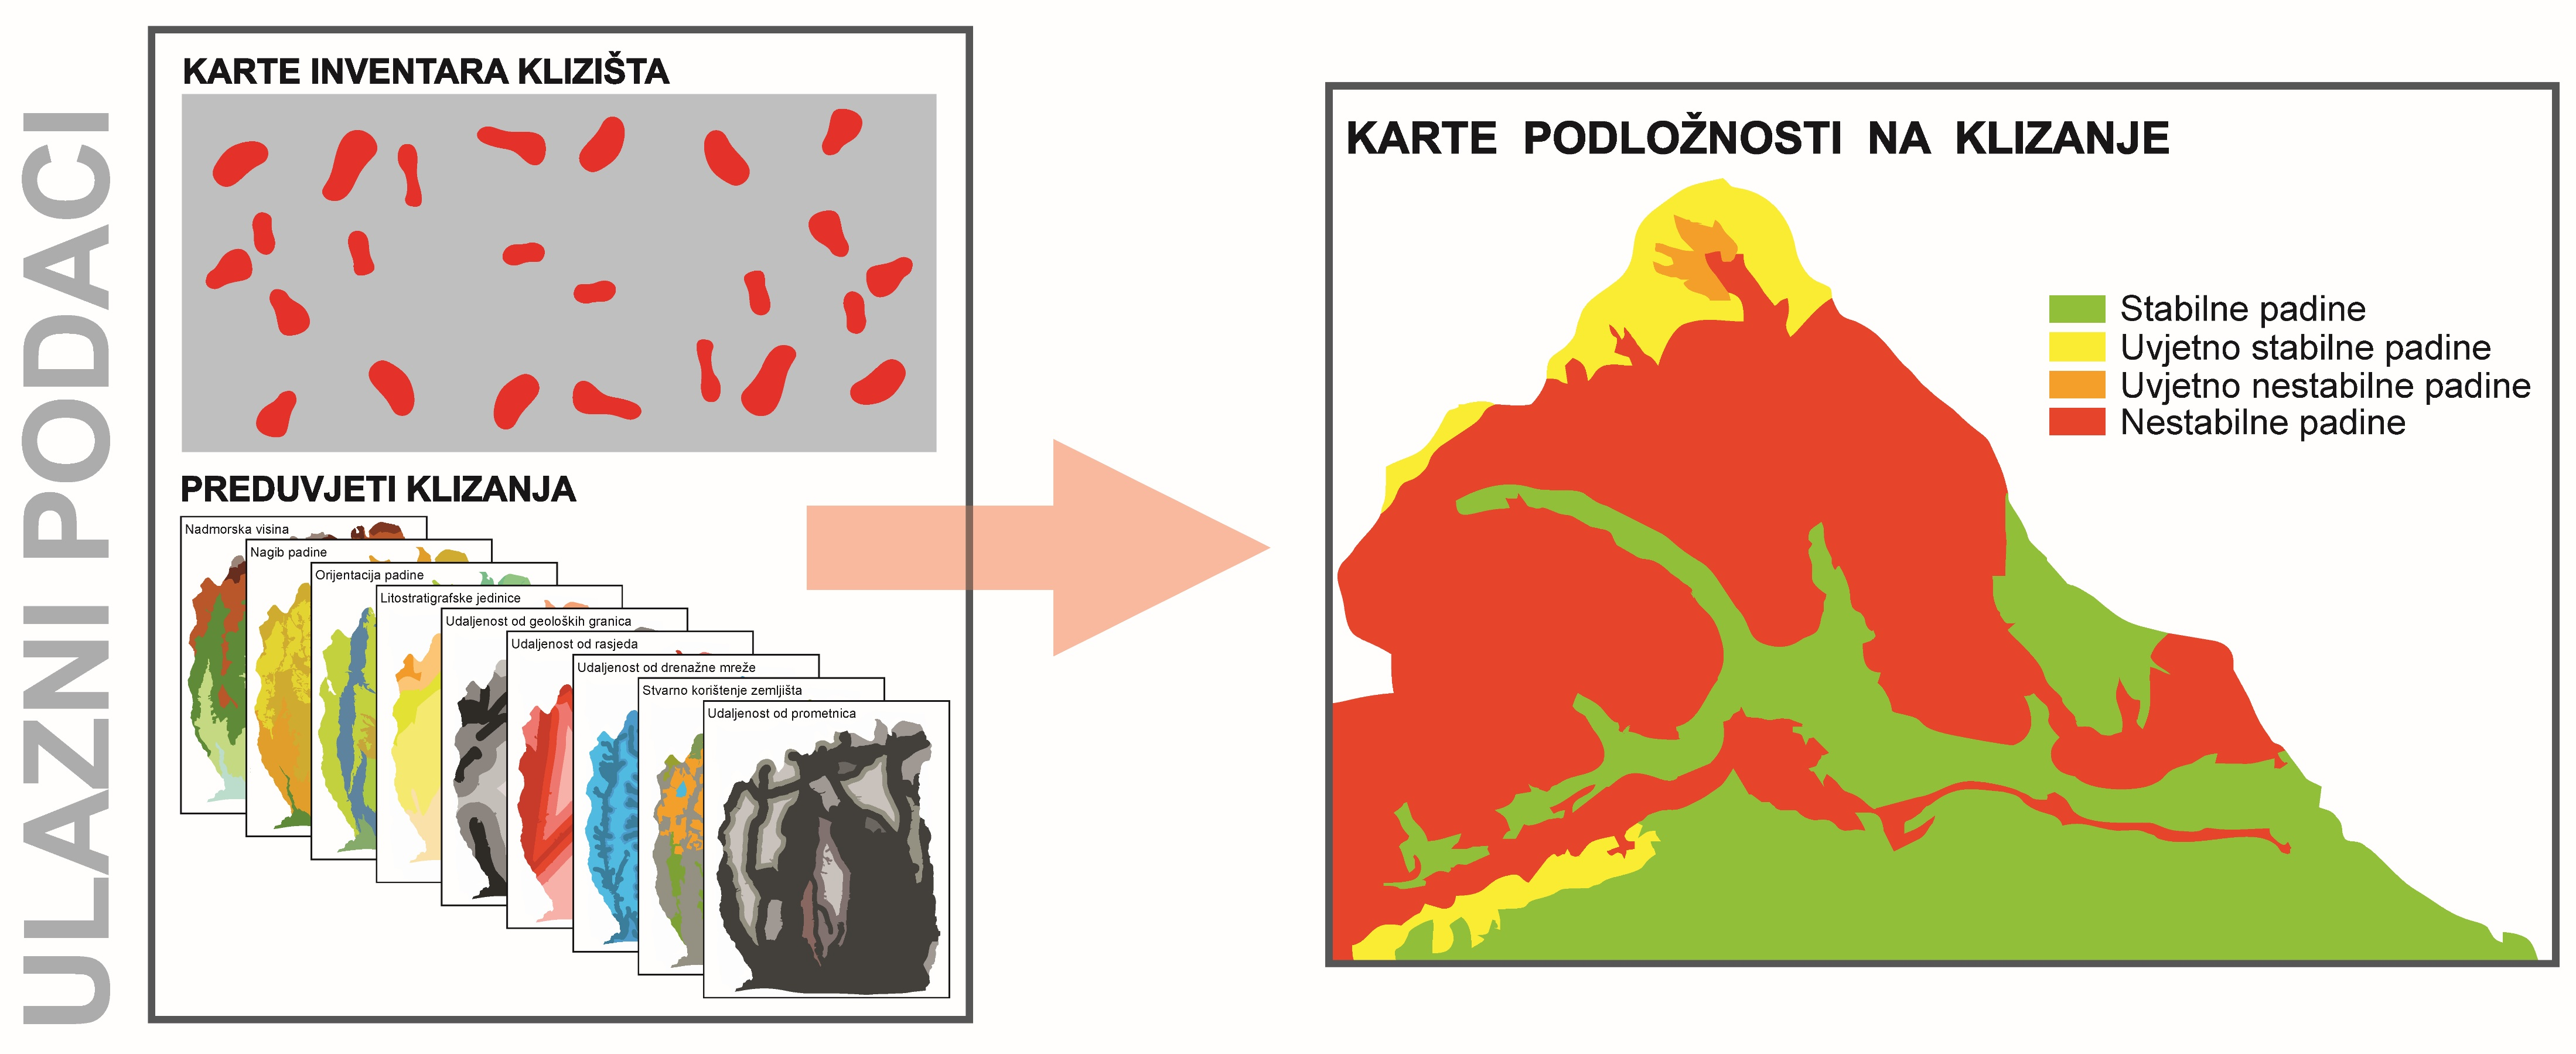 ULAZNI PODACI
KARTE INVENTARA KLIZIŠTA
PREDUVJETI KLIZANJA
Nadmorska visina
Nagib padine
Orijentacija padine
Litostratigrafske jedinice
Udaljenost od geoloških granica
Udaljenost od rasjeda
Udaljenost od drenažne mreže
Stvarno korištenje zemljišta
Udaljenost od prometnica
KARTE PODLOŽNOSTI NA KLIZANJE
Stabilne padine
Uvjetno stabilne padine
Uvjetno nestabilne padine
Nestabilne padine